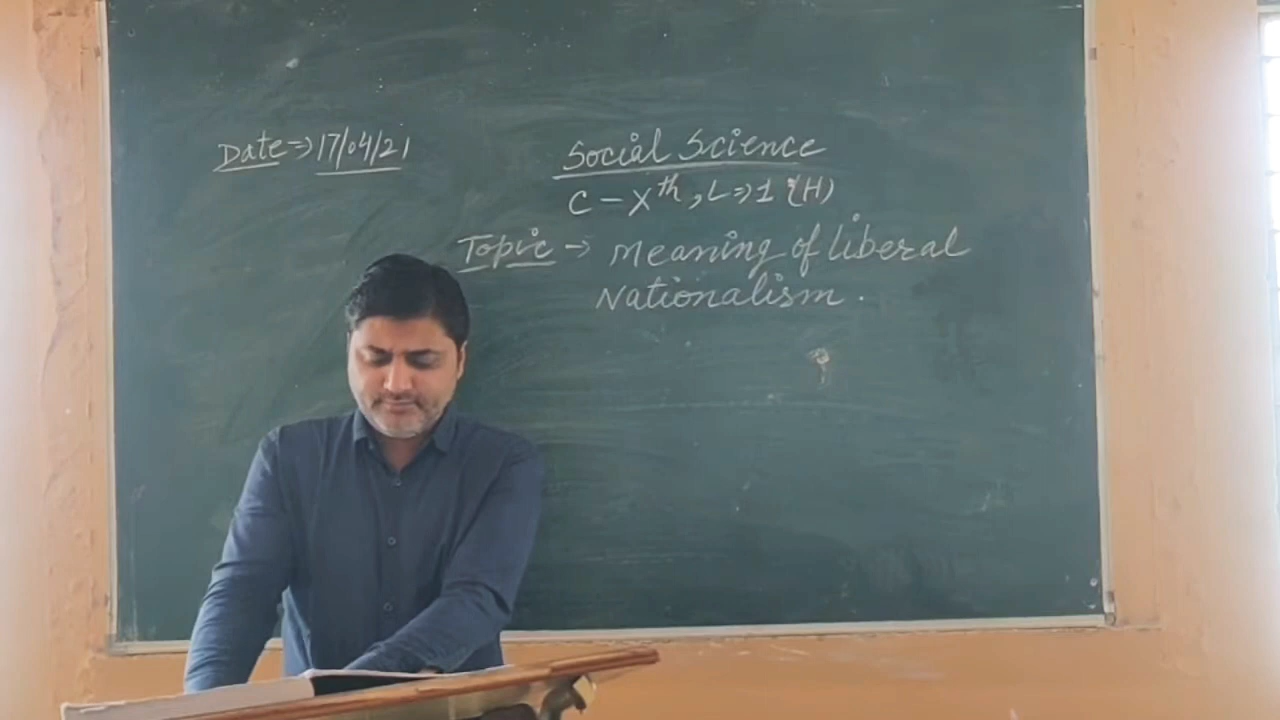 Date⇒17/04/21
Social Science
C - Xth, L⇒1 (H)
Topic → Meaning of liberal
Nationalism.